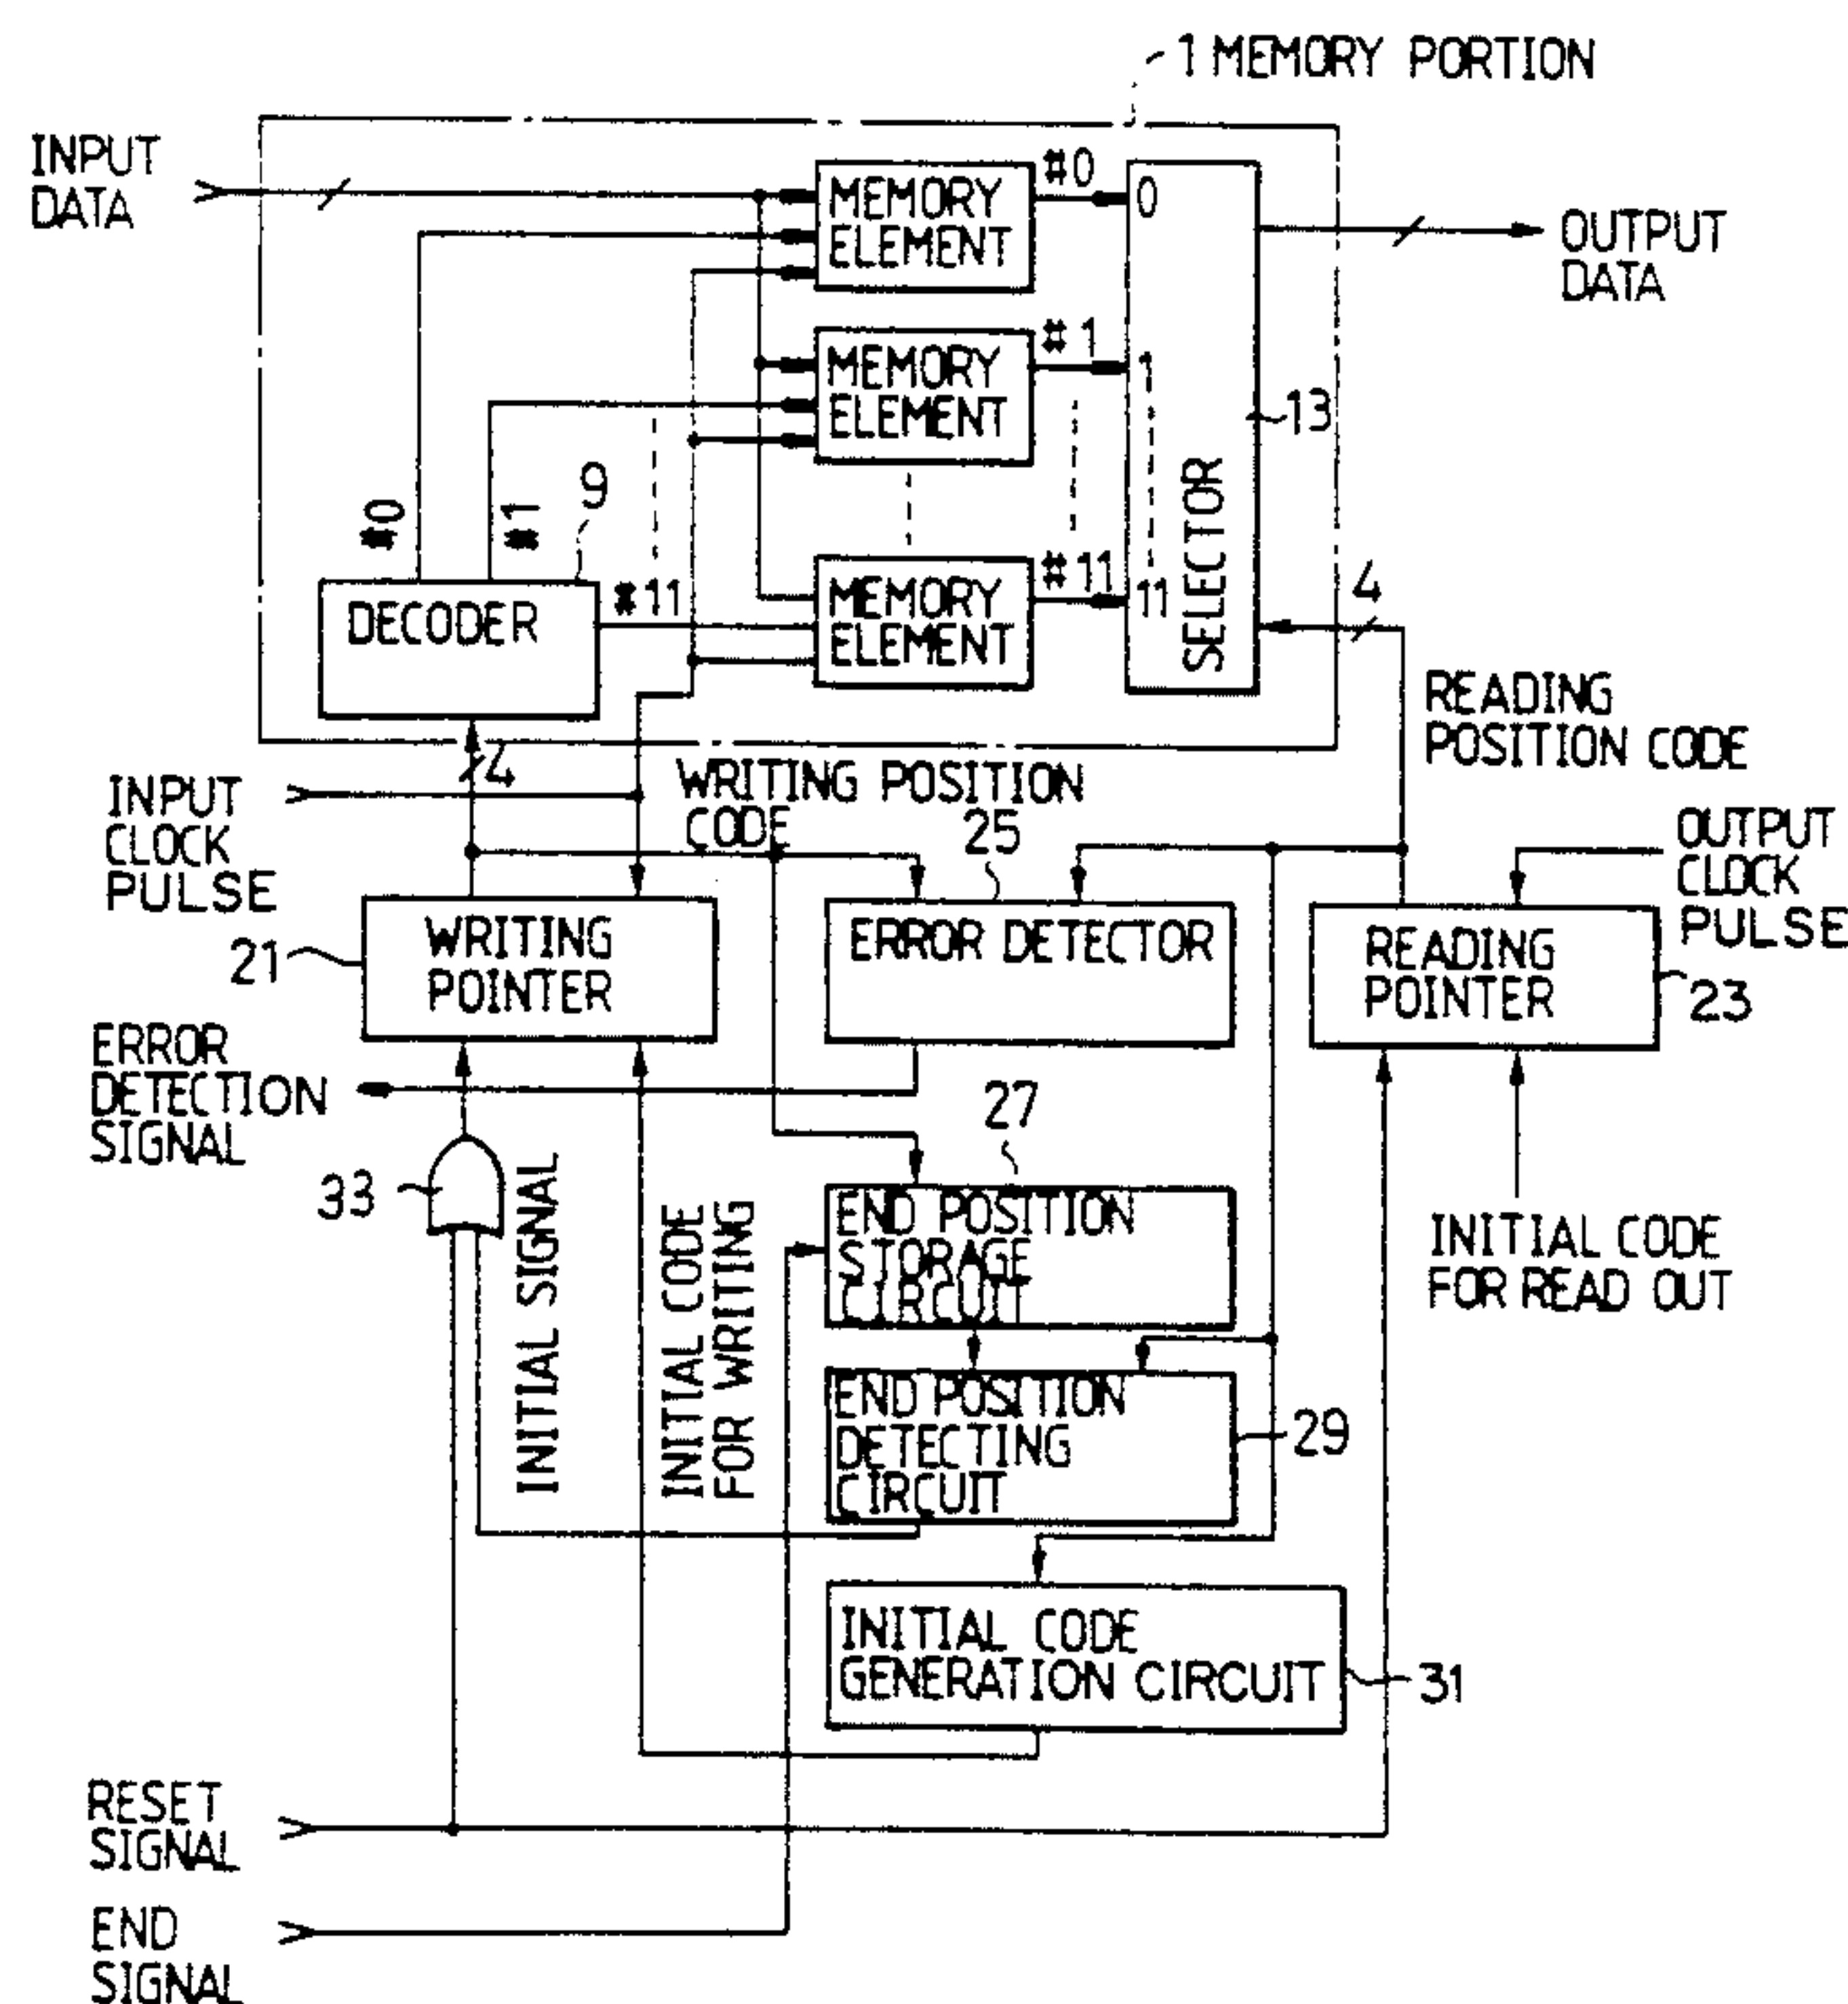 1 MEMORY PORTION
INPUT
DATA
MEMORY
ELEMENT
#0
0
OUTPUT
DATA
MEMORY
ELEMENT
#1
1
13
SELECTOR
#0
#1
9
DECODER
#11
MEMORY
ELEMENT
#11
11
4
READING
POSITION CODE
4
INPUT
CLOCK
PULSE
WRITING POSITION
CODE
25
OUTPUT
CLOCK
PULSE
21
WRITING
POINTER
ERROR DETECTOR
READING
POINTER
23
ERROR
DETECTION
SIGNAL
27
33
INITIAL SIGNAL
INITIAL CODE
FOR WRITING
END POSITION
STORAGE
CIRCUIT
INITIAL CODE
FOR READ OUT
END POSITION
DETECTING
CIRCUIT
29
INITIAL CODE
GENERATION CIRCUIT
31
RESET
SIGNAL
END
SIGNAL